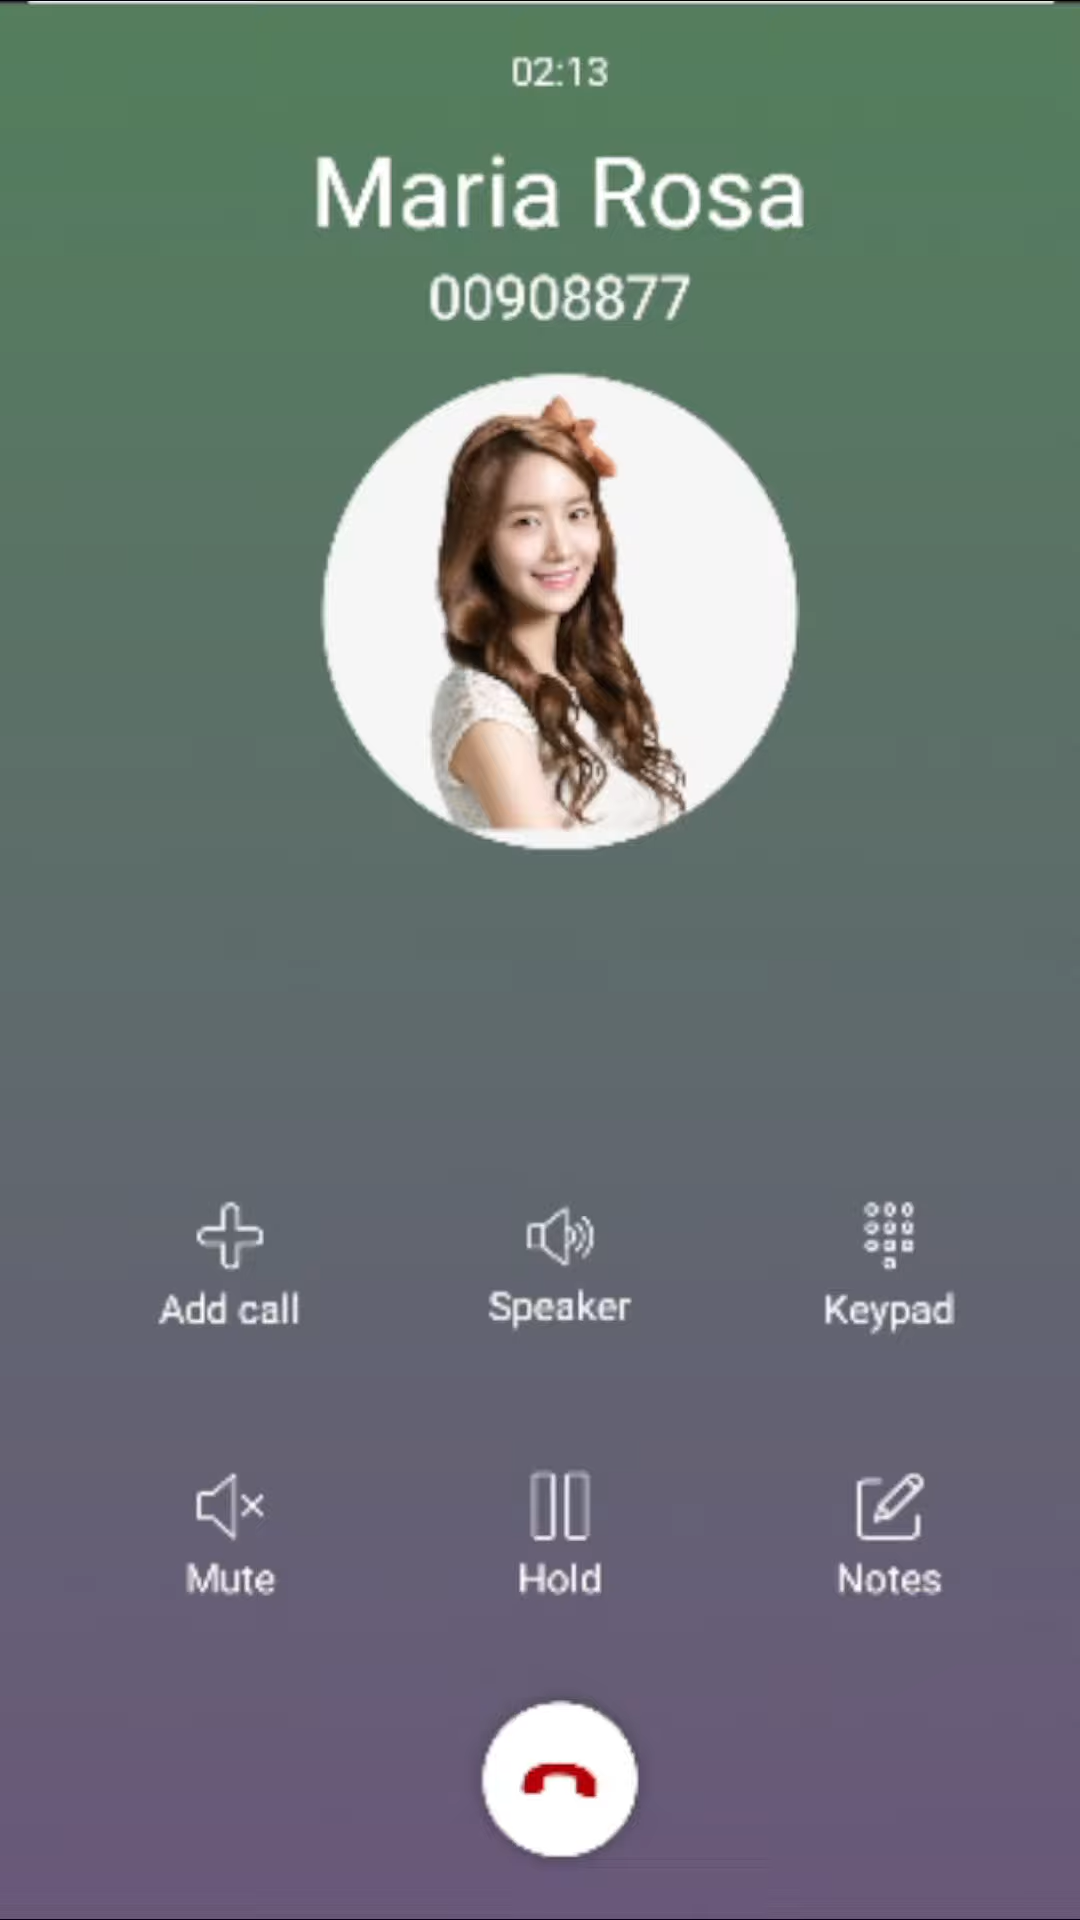 02:13
Maria Rosa
00908877
Add call
Speaker
Keypad
Mute
Hold
Notes